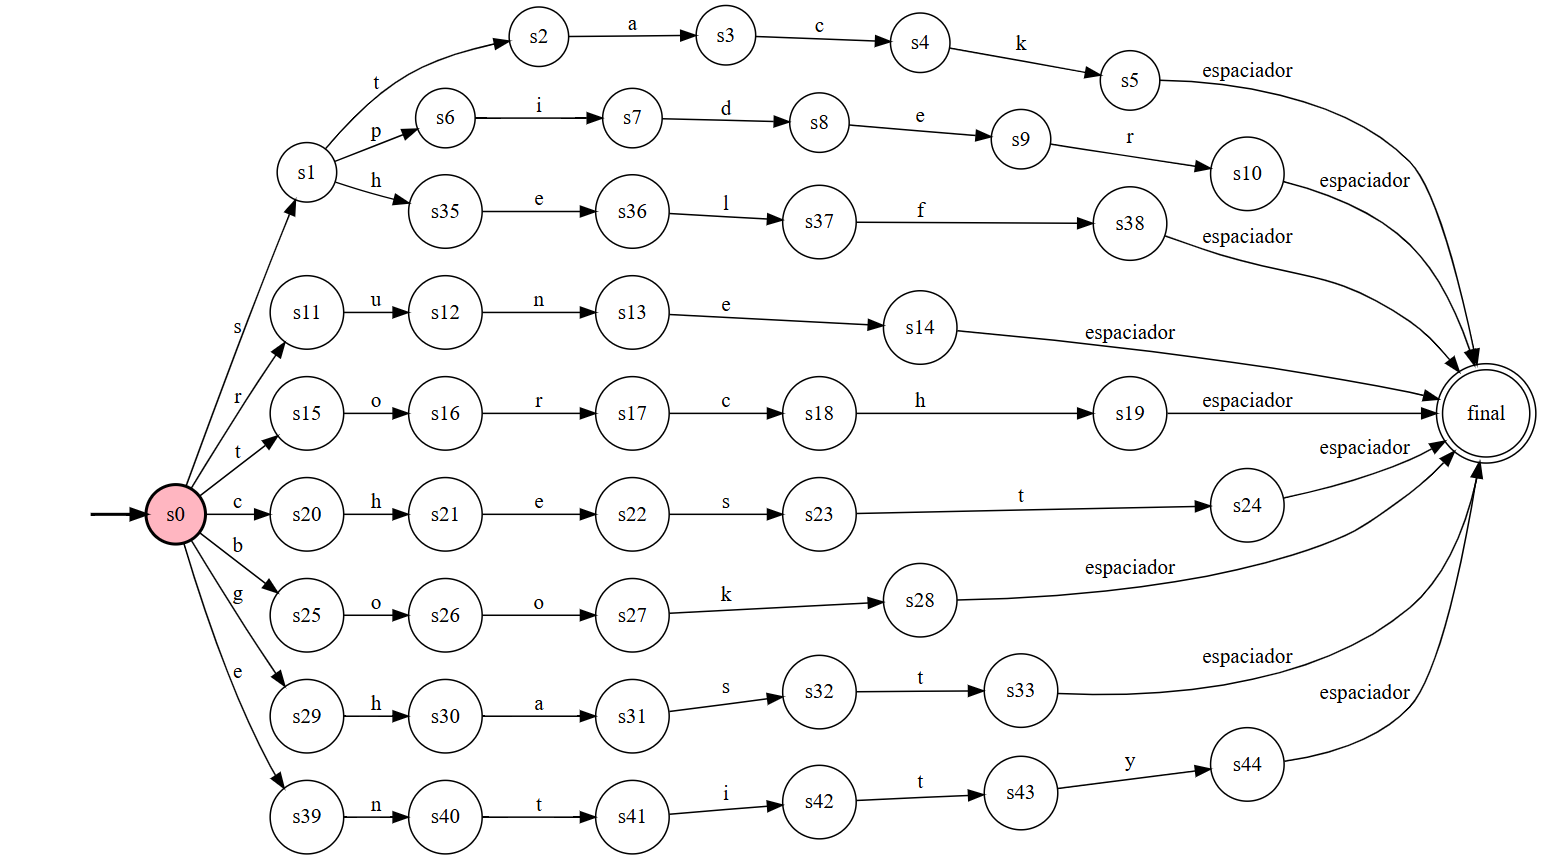 s2 a s3 c s4 k s5 espaciador
t
s1 p s6 i s7 d s8 e s9 r s10 espaciador
h s35 e s36 l s37 f s38 espaciador
s
r s11 u s12 n s13 e s14 espaciador
t s15 o s16 r s17 c s18 h s19 espaciador final
s0 c s20 h s21 e s22 s s23 t s24 espaciador
b s25 o s26 o s27 k s28 espaciador
g s29 h s30 a s31 s s32 t s33 espaciador
e s39 n s40 t s41 i s42 t s43 y s44 espaciador